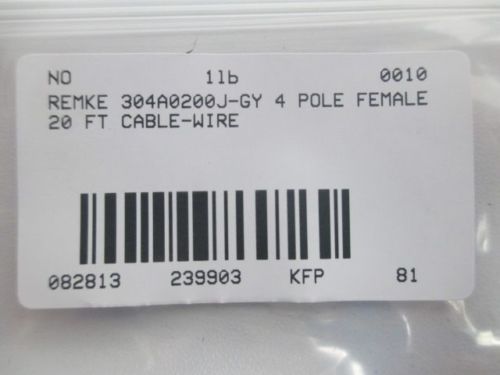 NO 1lb 0010
REMKE 304A0200J-GY 4 POLE FEMALE
20 FT CABLE-WIRE
082813 239903 KFP 81